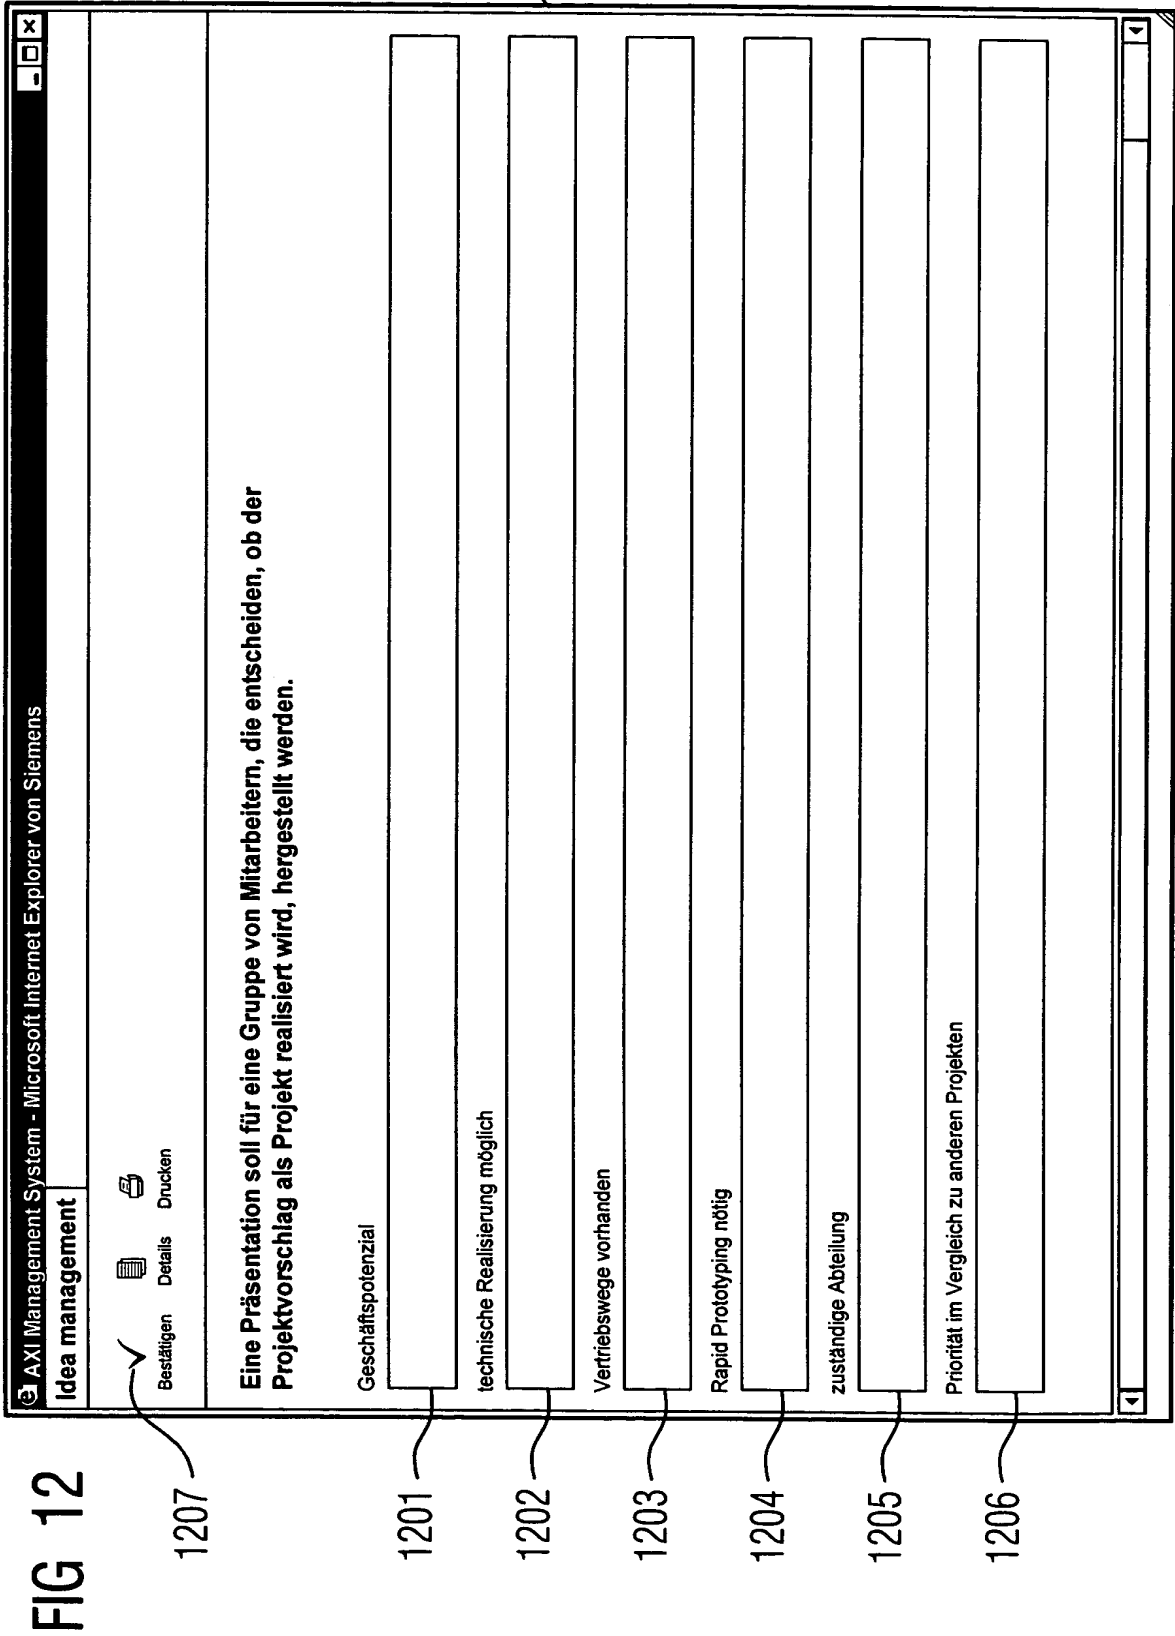 FIG 12
AXI Management System - Microsoft Internet Explorer von Siemens
Idea management
Bestätigen Details Drucken
Eine Präsentation soll für eine Gruppe von Mitarbeitern, die entscheiden, ob der
Projektvorschlag als Projekt realisiert wird, hergestellt werden.
Geschäftspotenzial
technische Realisierung möglich
Vertriebswege vorhanden
Rapid Prototyping nötig
zuständige Abteilung
Priorität im Vergleich zu anderen Projekten
1207
1201
1202
1203
1204
1205
1206